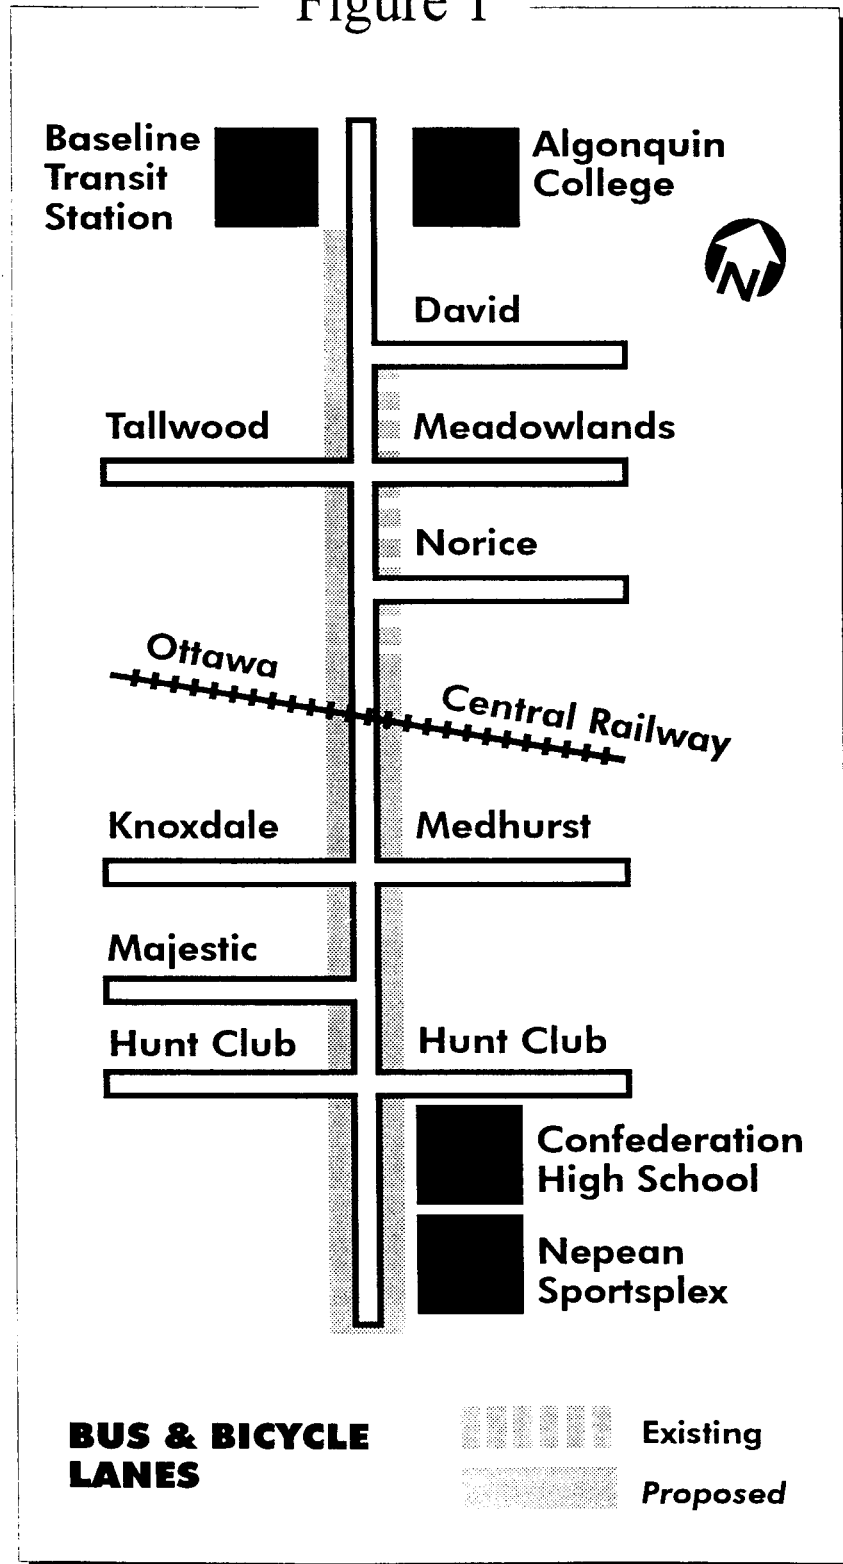 Figure 1
Baseline
Transit
Station
Algonquin
College
N
David
Tallwood
Meadowlands
Norice
Ottawa
Central Railway
Knoxdale
Medhurst
Majestic
Hunt Club
Hunt Club
Confederation
High School
Nepean
Sportsplex
BUS & BICYCLE
LANES
Existing
Proposed